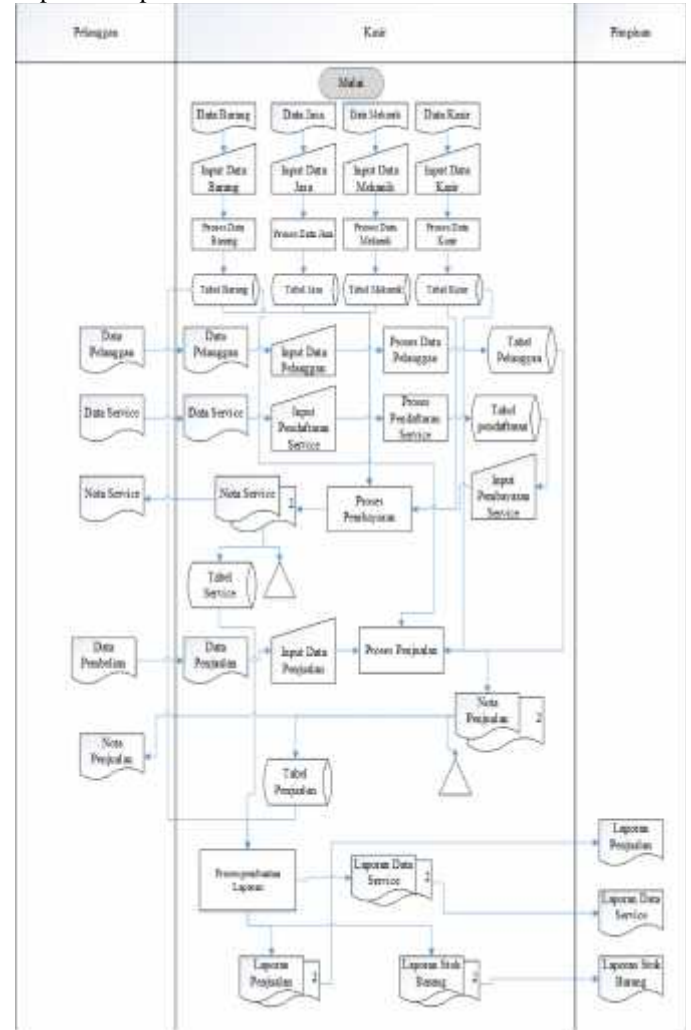 Pelanggan
Kasir
Pimpinan
Mulai
Data Barang
Data Jasa
Data Mekanik
Data Kasir
Input Data
Barang
Input Data
Jasa
Input Data
Mekanik
Input Data
Kasir
Proses Data
Barang
Proses Data Jasa
Proses Data
Mekanik
Proses Data
Kasir
Tabel Barang
Tabel Jasa
Tabel Mekanik
Tabel Kasir
Data
Pelanggan
Data
Pelanggan
Input Data
Pelanggan
Proses Data
Pelanggan
Tabel
Pelanggan
Data Service
Data Service
Input
Pendaftaran
Service
Proses
Pendaftaran
Service
Tabel
pendaftaran
Nota Service
Nota Service
2
Proses
Pembayaran
Input
Pembayaran
Service
Tabel
Service
Data
Pembelian
Data
Penjualan
Input Data
Penjualan
Proses Penjualan
Nota
Penjualan
2
Nota
Penjualan
Tabel
Penjualan
Laporan
Penjualan
Proses pembuatan
Laporan
Laporan Data
Service
2
Laporan Data
Service
Laporan
Penjualan
2
Laporan Stok
Barang
2
Laporan Stok
Barang